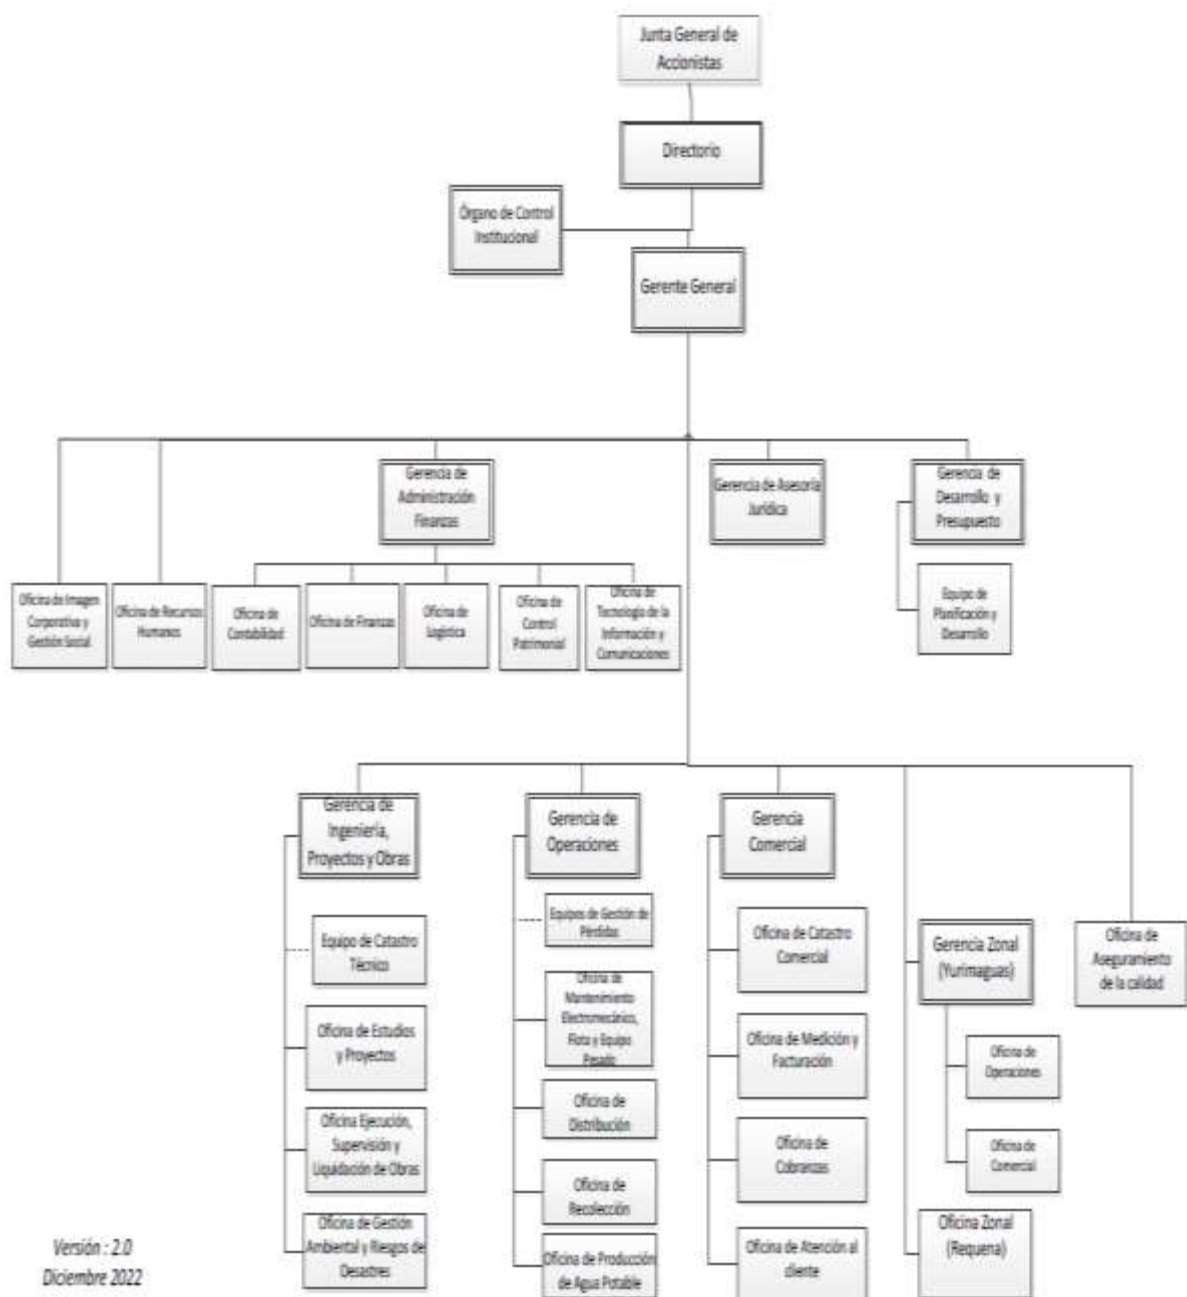 Junta General de
Accionistas
Directorio
Órgano de Control
Institucional
Gerente General
Gerencia de
Administración
Finanzas
Gerencia de Asesoría
Jurídica
Gerencia de
Desarrollo y
Presupuesto
Oficina de Imagen
Corporativa y
Gestión Social
Oficina de Recursos
Humanos
Oficina de
Contabilidad
Oficina de Finanzas
Oficina de
Logística
Oficina de
Control
Patrimonial
Oficina de
Tecnología de la
Información y
Comunicaciones
Equipo de
Planificación y
Desarrollo
Gerencia de
Ingeniería,
Proyectos y Obras
Gerencia de
Operaciones
Gerencia
Comercial
Equipo de Catastro
Técnico
Oficina de Estudios
y Proyectos
Oficina Ejecución,
Supervisión y
Liquidación de Obras
Oficina de Gestión
Ambiental y Riesgos de
Desastres
Equipos de Gestión de
Pérdidas
Oficina de
Mantenimiento
Electromecánico,
Flota y Equipo
Pesado
Oficina de
Distribución
Oficina de
Recolección
Oficina de Producción
de Agua Potable
Oficina de Catastro
Comercial
Oficina de Medición y
Facturación
Oficina de
Cobranzas
Oficina de Atención al
cliente
Gerencia Zonal
(Yurimaguas)
Oficina de
Operaciones
Oficina de
Comercial
Oficina Zonal
(Requena)
Oficina de
Aseguramiento
de la calidad
Versión : 2.0
Diciembre 2022